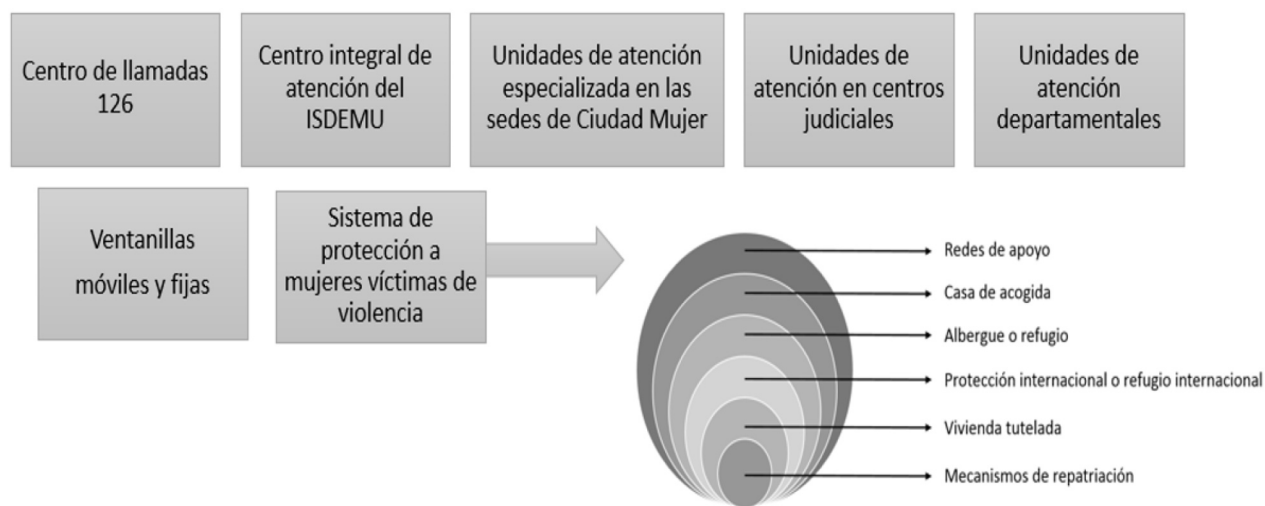 Centro de llamadas
126
Centro integral de
atención del
ISDEMU
Unidades de atención
especializada en las
sedes de Ciudad Mujer
Unidades de
atención en centros
judiciales
Unidades de
atención
departamentales
Ventanillas
móviles y fijas
Sistema de
protección a
mujeres víctimas de
violencia
Redes de apoyo
Casa de acogida
Albergue o refugio
Protección internacional o refugio internacional
Vivienda tutelada
Mecanismos de repatriación